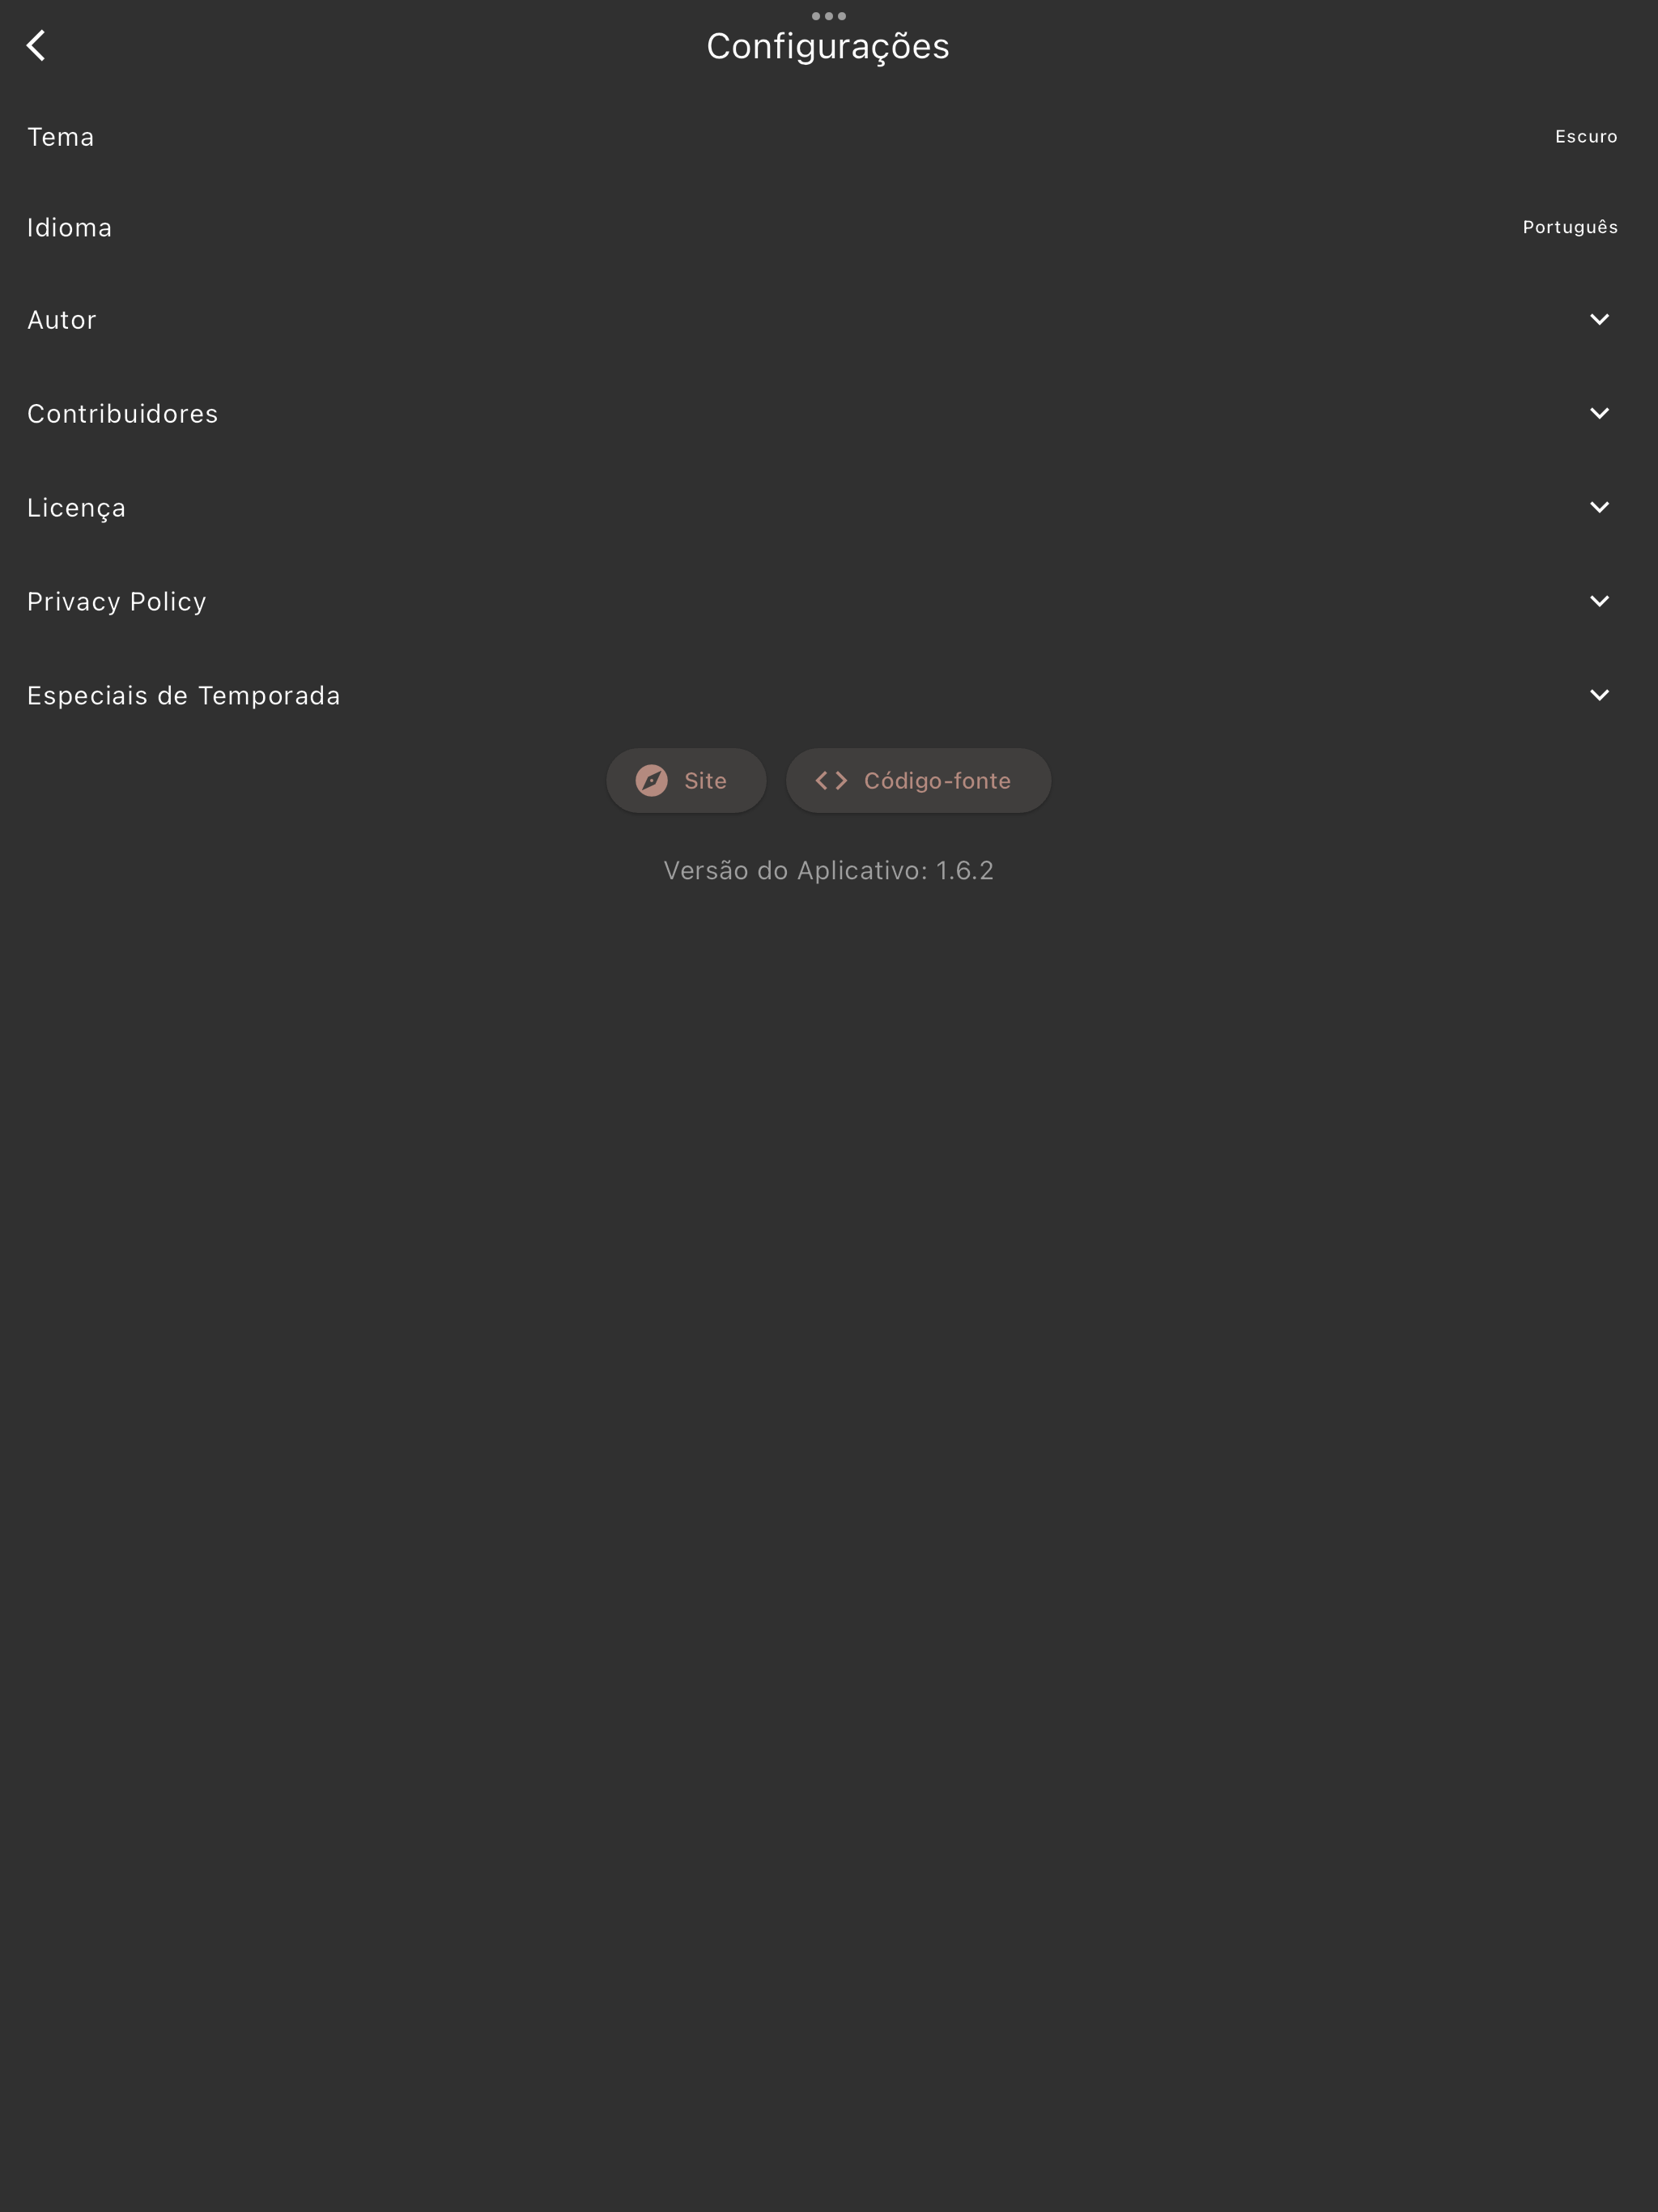 Configurações
Tema Escuro
Idioma Português
Autor
Contribuidores
Licença
Privacy Policy
Especiais de Temporada
Site Código-fonte
Versão do Aplicativo: 1.6.2